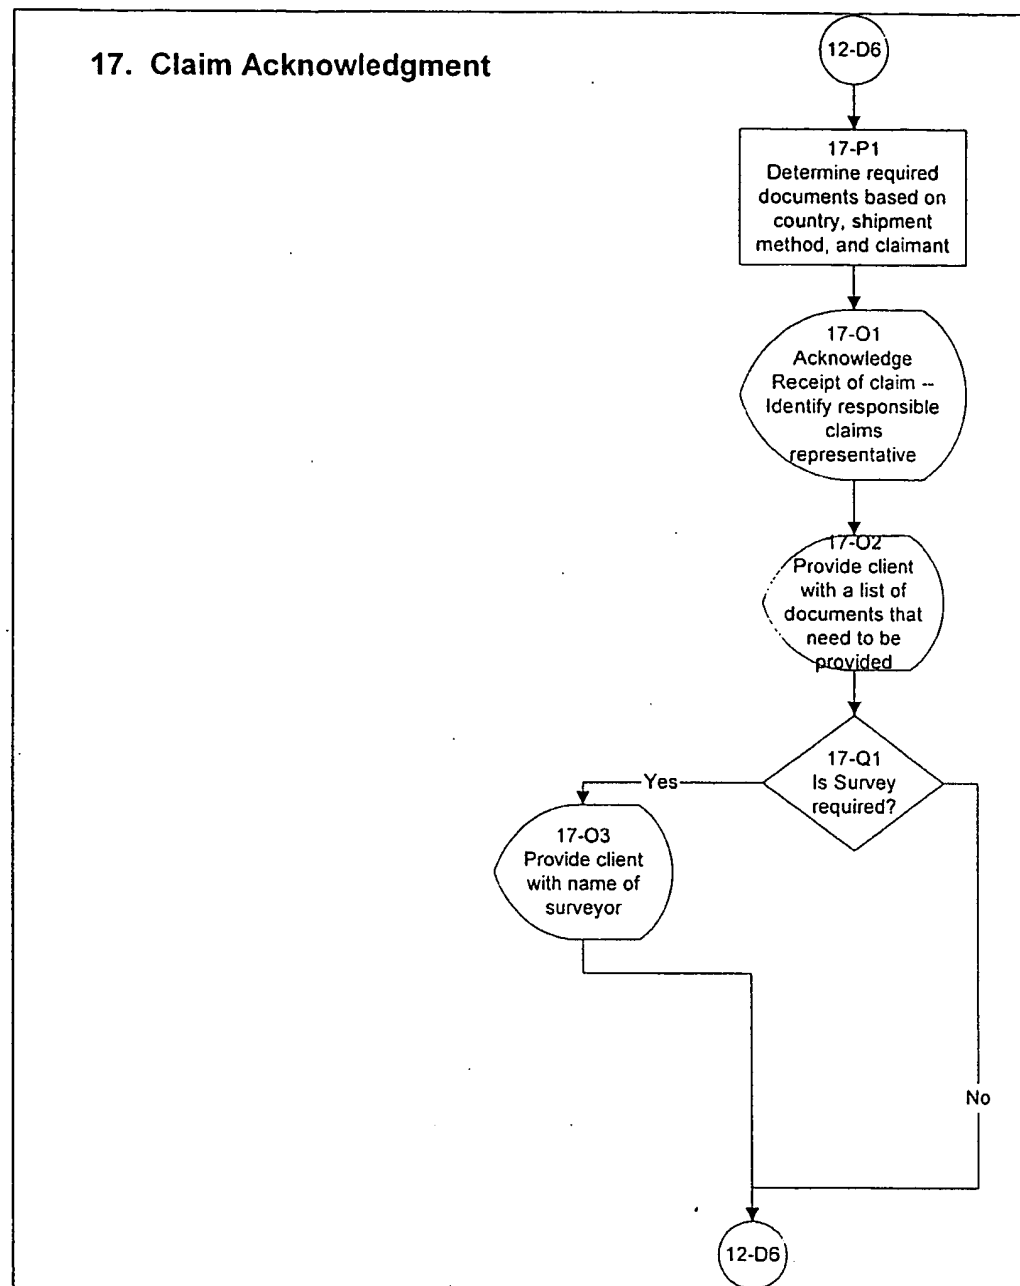 17. Claim Acknowledgment
12-D6
17-P1
Determine required
documents based on
country, shipment
method, and claimant
17-O1
Acknowledge
Receipt of claim --
Identify responsible
claims
representative
17-O2
Provide client
with a list of
documents that
need to be
provided
17-Q1
Is Survey
required?
Yes
17-O3
Provide client
with name of
surveyor
No
12-D6